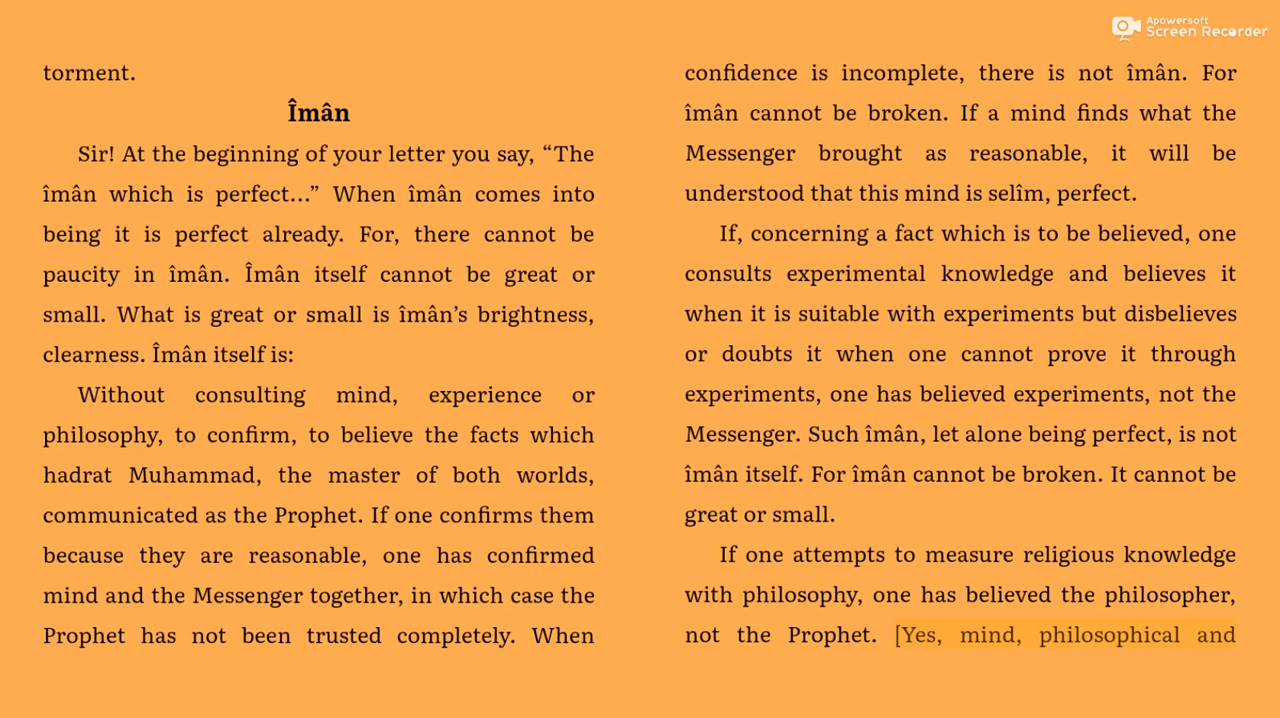 Apowersoft
Screen Recorder
torment.
Îmân
Sir! At the beginning of your letter you say, “The
îmân which is perfect...” When îmân comes into
being it is perfect already. For, there cannot be
paucity in îmân. Îmân itself cannot be great or
small. What is great or small is îmân’s brightness,
clearness. Îmân itself is:
Without consulting mind, experience or
philosophy, to confirm, to believe the facts which
hadrat Muhammad, the master of both worlds,
communicated as the Prophet. If one confirms them
because they are reasonable, one has confirmed
mind and the Messenger together, in which case the
Prophet has not been trusted completely. When
confidence is incomplete, there is not îmân. For
îmân cannot be broken. If a mind finds what the
Messenger brought as reasonable, it will be
understood that this mind is selîm, perfect.
If, concerning a fact which is to be believed, one
consults experimental knowledge and believes it
when it is suitable with experiments but disbelieves
or doubts it when one cannot prove it through
experiments, one has believed experiments, not the
Messenger. Such îmân, let alone being perfect, is not
îmân itself. For îmân cannot be broken. It cannot be
great or small.
If one attempts to measure religious knowledge
with philosophy, one has believed the philosopher,
not the Prophet. [Yes, mind, philosophical and